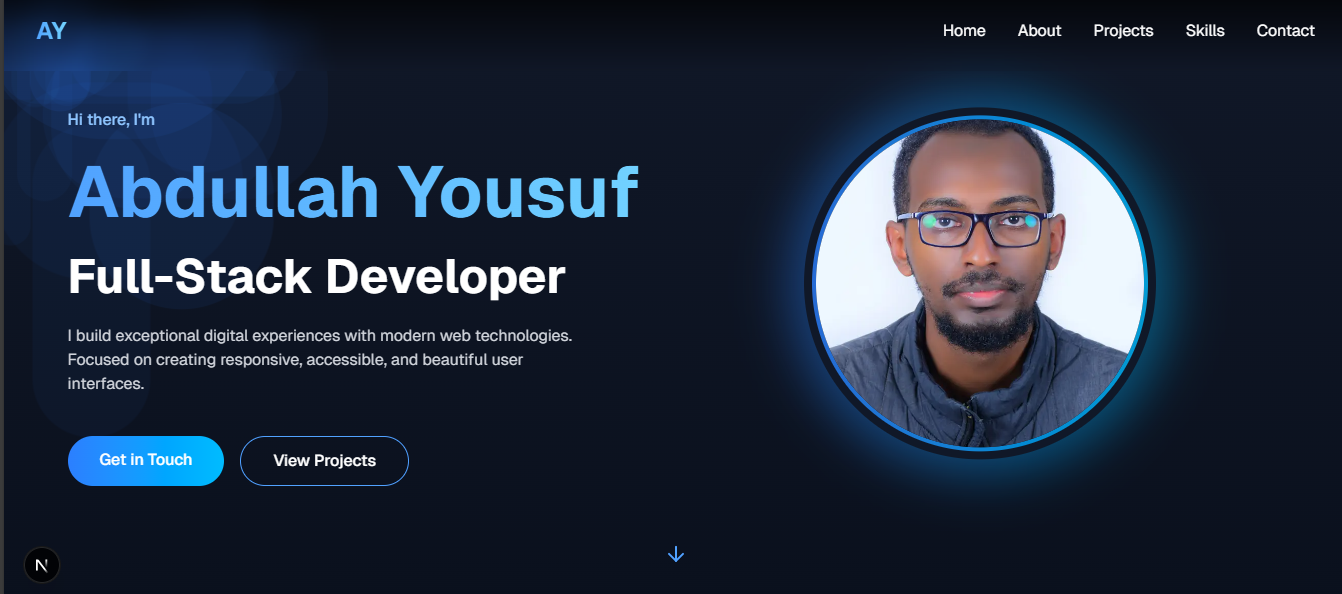 AY
Home About Projects Skills Contact
Hi there, I'm
Abdullah Yousuf
Full-Stack Developer
I build exceptional digital experiences with modern web technologies.
Focused on creating responsive, accessible, and beautiful user
interfaces.
Get in Touch View Projects
N